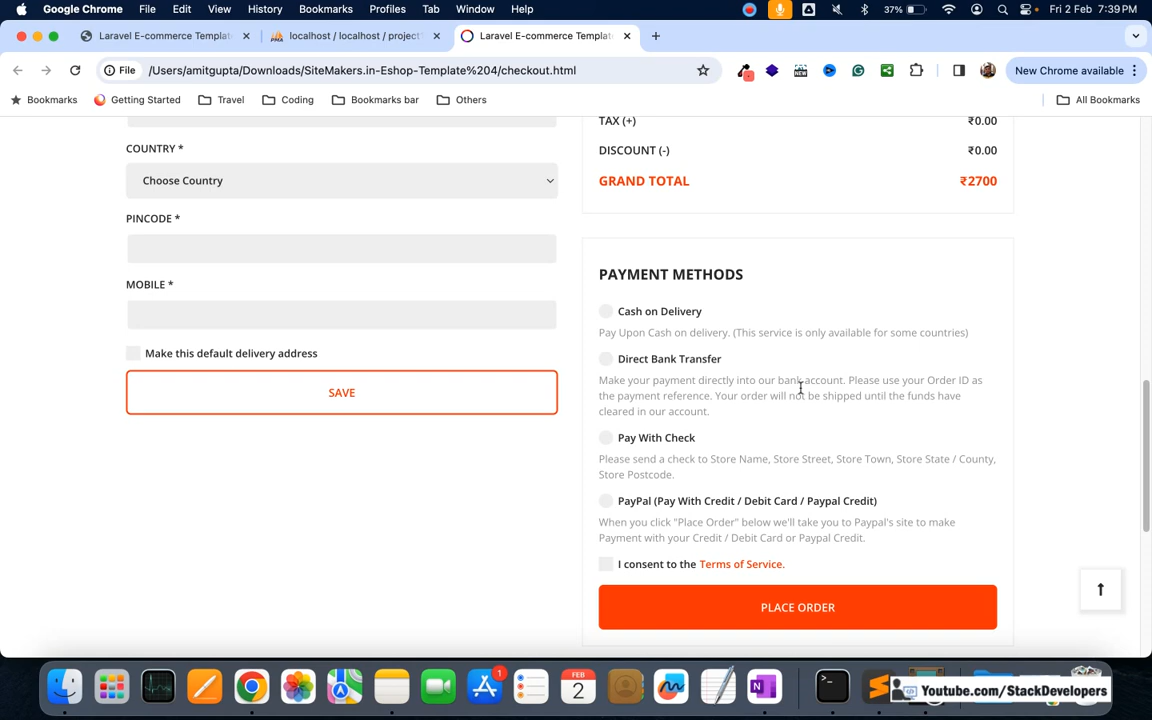 Google Chrome File Edit View History Bookmarks Profiles Tab Window Help 37% Fri 2 Feb 7:39 PM
Laravel E-commerce Templat localhost / localhost / project Laravel E-commerce Templat
File /Users/amitgupta/Downloads/SiteMakers.in-Eshop-Template%204/checkout.html NEW New Chrome available
Bookmarks Getting Started Travel Coding Bookmarks bar Others All Bookmarks
TAX (+) ₹0.00
COUNTRY *
DISCOUNT (-) ₹0.00
Choose Country
GRAND TOTAL ₹2700
PINCODE *
MOBILE *
Make this default delivery address
SAVE
PAYMENT METHODS
Cash on Delivery
Pay Upon Cash on delivery. (This service is only available for some countries)
Direct Bank Transfer
Make your payment directly into our bank account. Please use your Order ID as
the payment reference. Your order will not be shipped until the funds have
cleared in our account.
Pay With Check
Please send a check to Store Name, Store Street, Store Town, Store State / County,
Store Postcode.
PayPal (Pay With Credit / Debit Card / Paypal Credit)
When you click "Place Order" below we'll take you to Paypal's site to make
Payment with your Credit / Debit Card or Paypal Credit.
I consent to the Terms of Service.
PLACE ORDER
1
FEB
2
Youtube.com/StackDevelopers